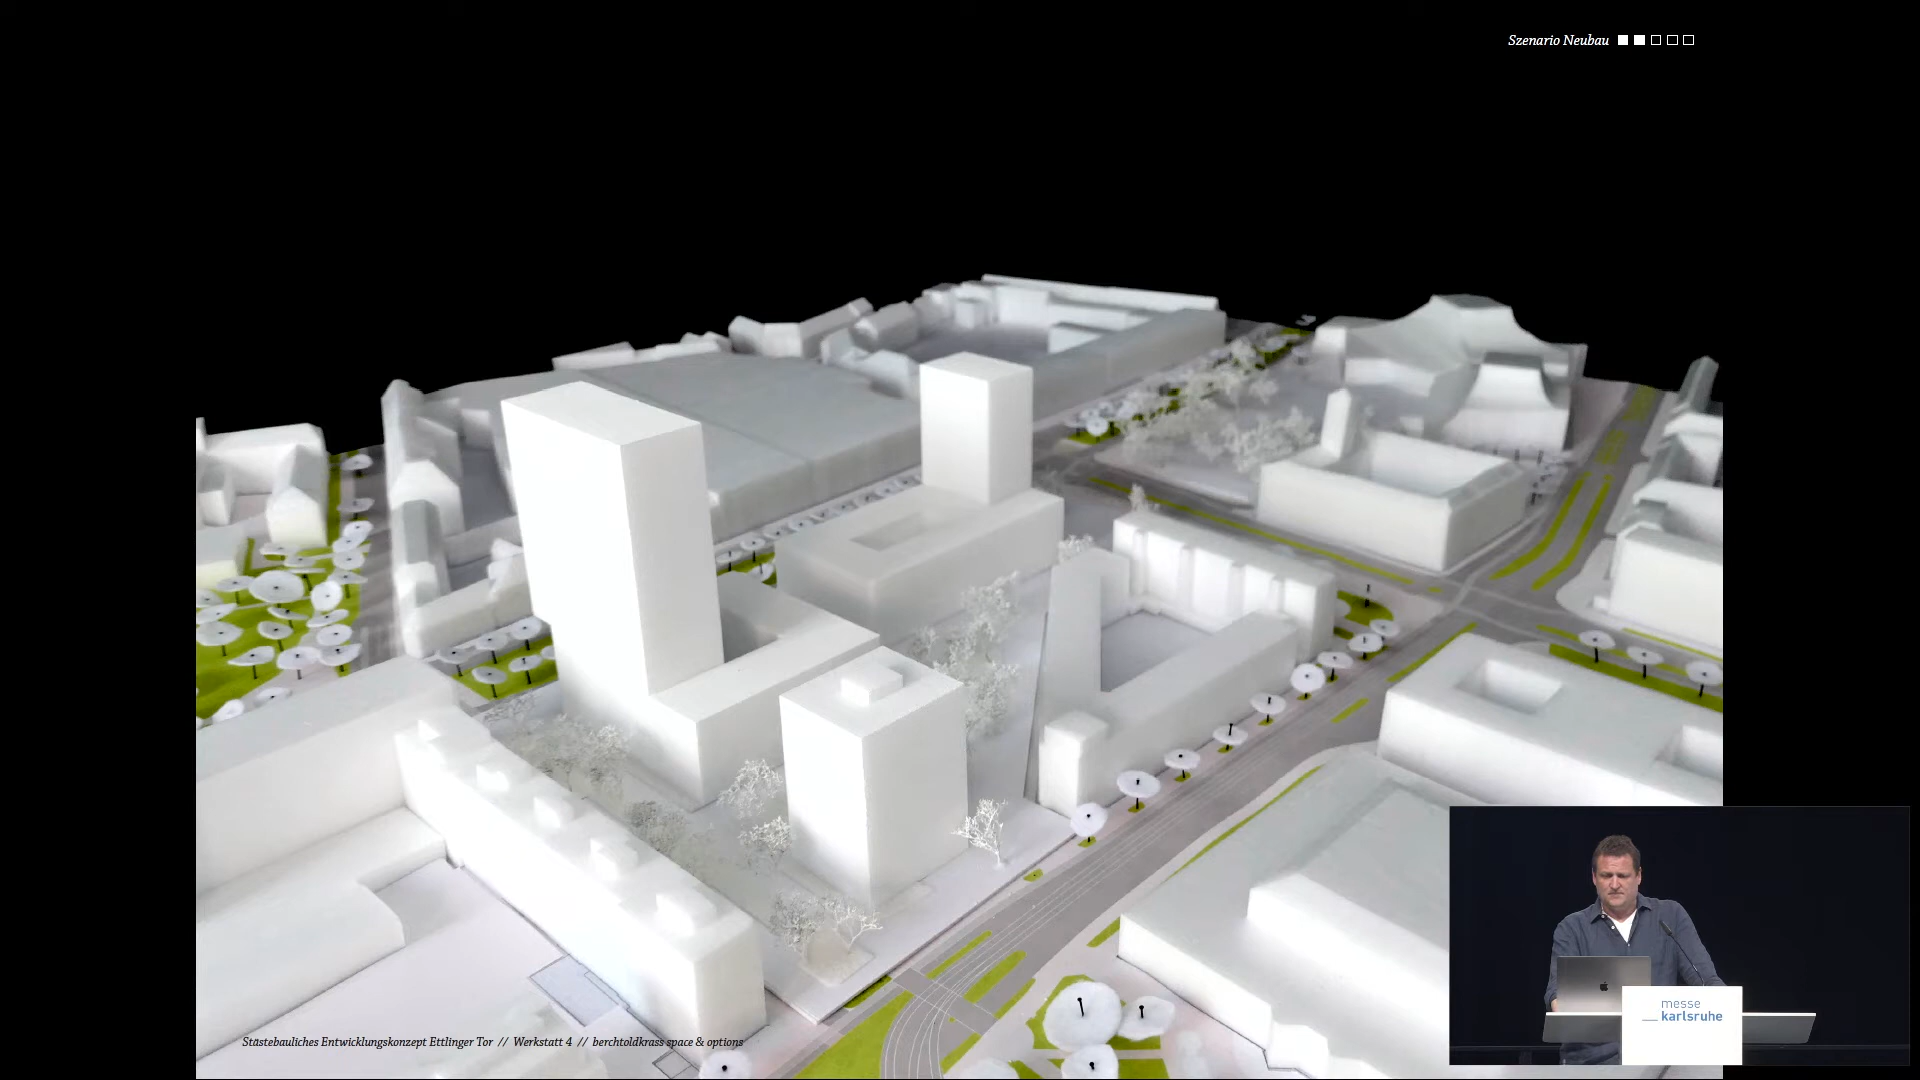 Szenario Neubau
Stästebauliches Entwicklungskonzept Ettlinger Tor // Werkstatt 4 // berchtoldkrass space & options
messe
karlsruhe